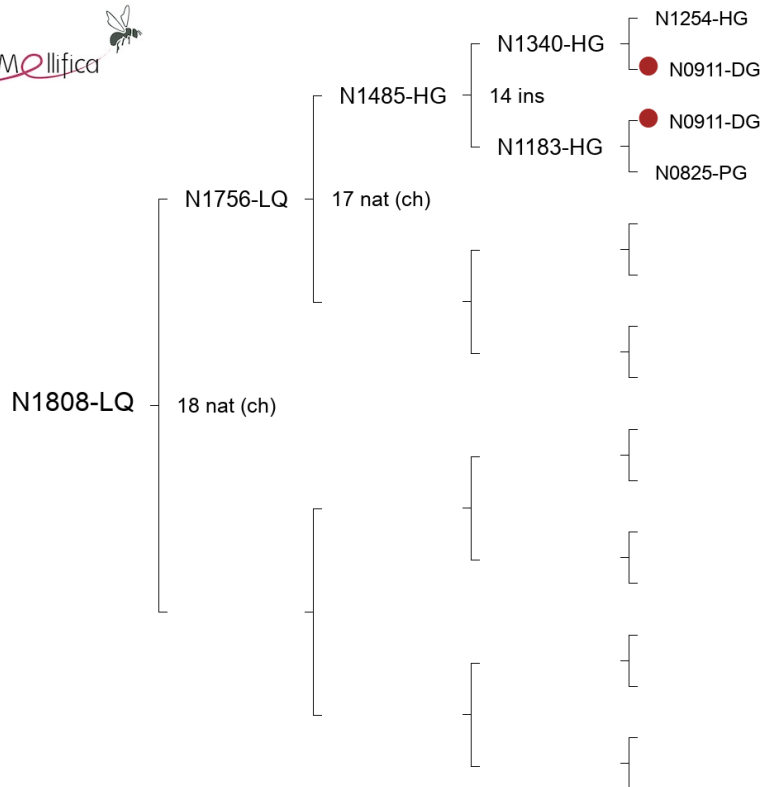 Mellifica
N1254-HG
N1340-HG
N0911-DG
N1485-HG
14 ins
N0911-DG
N1183-HG
N0825-PG
N1756-LQ
17 nat (ch)
N1808-LQ
18 nat (ch)